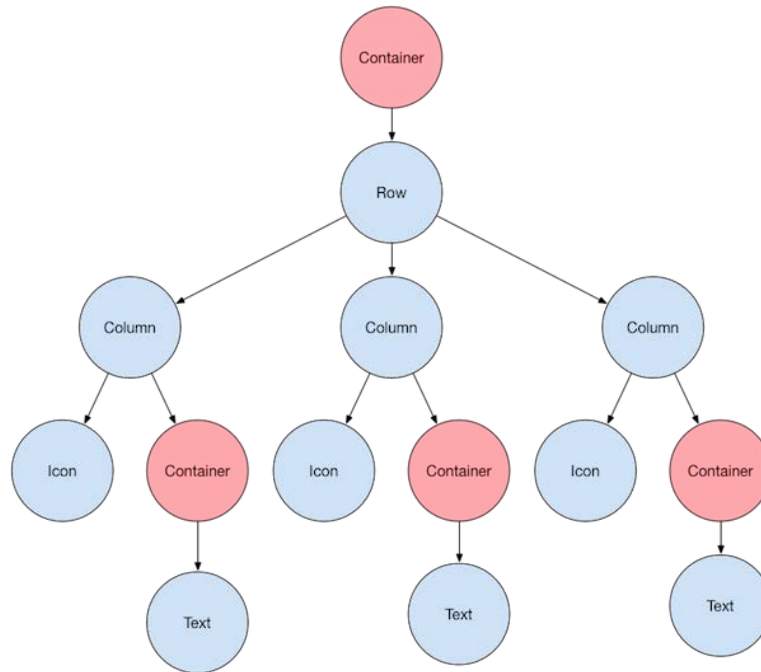 Container
Row
Column
Column
Column
Icon
Container
Icon
Container
Icon
Container
Text
Text
Text